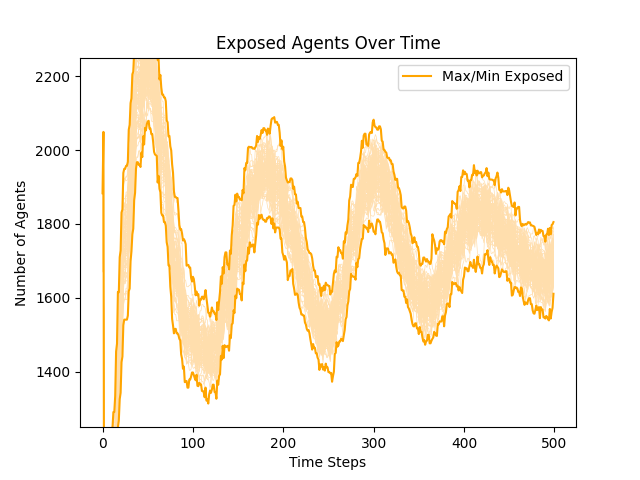 Exposed Agents Over Time
Max/Min Exposed
Number of Agents
2200
2000
1800
1600
1400
0 100 200 300 400 500
Time Steps